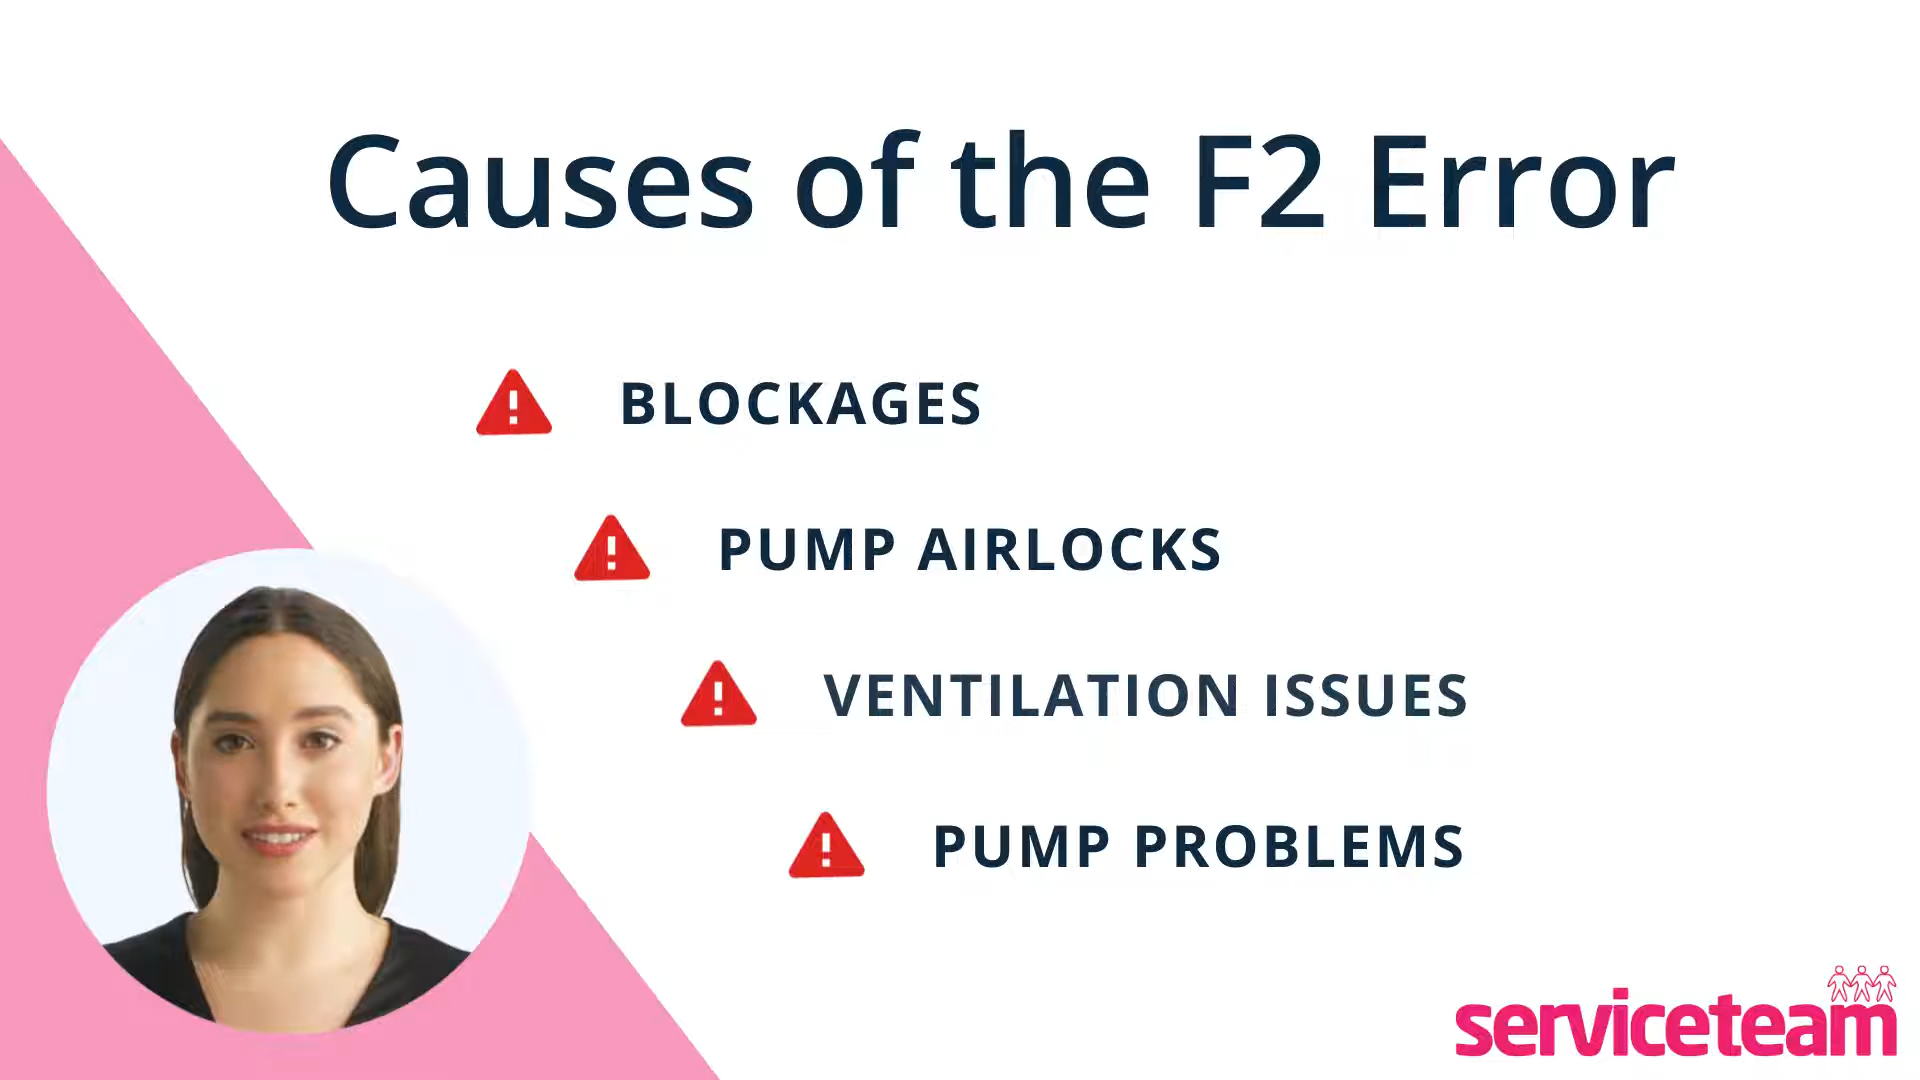 Causes of the F2 Error
BLOCKAGES
PUMP AIRLOCKS
VENTILATION ISSUES
PUMP PROBLEMS
serviceteam